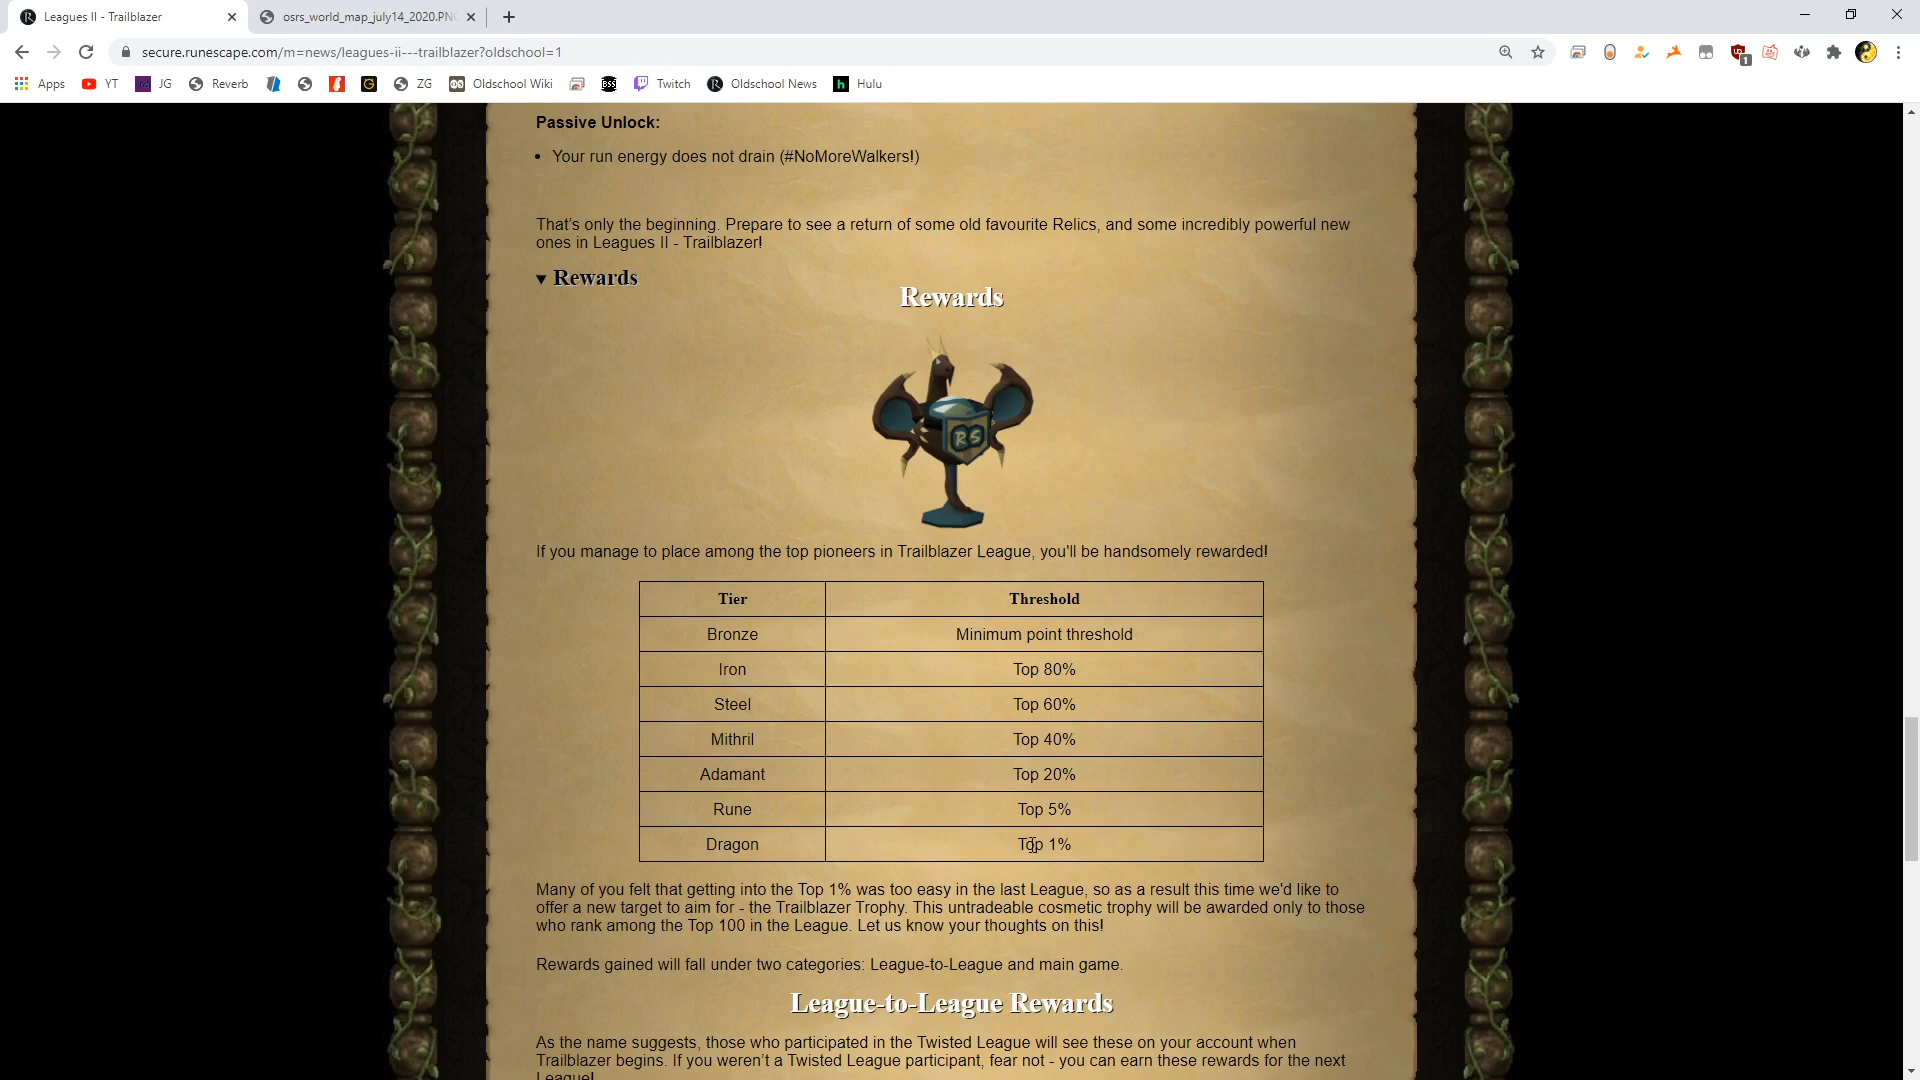 Leagues II - Trailblazer
osrs_world_map_july14_2020.PN
secure.runescape.com/m=news/leagues-ii---trailblazer?oldschool=1
1
Apps
YT
JG
Reverb
ZG
Oldschool Wiki
Twitch
Oldschool News
Hulu
Passive Unlock:
• Your run energy does not drain (#NoMoreWalkers!)
That's only the beginning. Prepare to see a return of some old favourite Relics, and some incredibly powerful new
ones in Leagues II - Trailblazer!
▾ Rewards
Rewards
RS
If you manage to place among the top pioneers in Trailblazer League, you'll be handsomely rewarded!
Tier Threshold
Bronze Minimum point threshold
Iron Top 80%
Steel Top 60%
Mithril Top 40%
Adamant Top 20%
Rune Top 5%
Dragon Top 1%
Many of you felt that getting into the Top 1% was too easy in the last League, so as a result this time we'd like to
offer a new target to aim for - the Trailblazer Trophy. This untradeable cosmetic trophy will be awarded only to those
who rank among the Top 100 in the League. Let us know your thoughts on this!
Rewards gained will fall under two categories: League-to-League and main game.
League-to-League Rewards
As the name suggests, those who participated in the Twisted League will see these on your account when
Trailblazer begins. If you weren't a Twisted League participant, fear not - you can earn these rewards for the next
League!